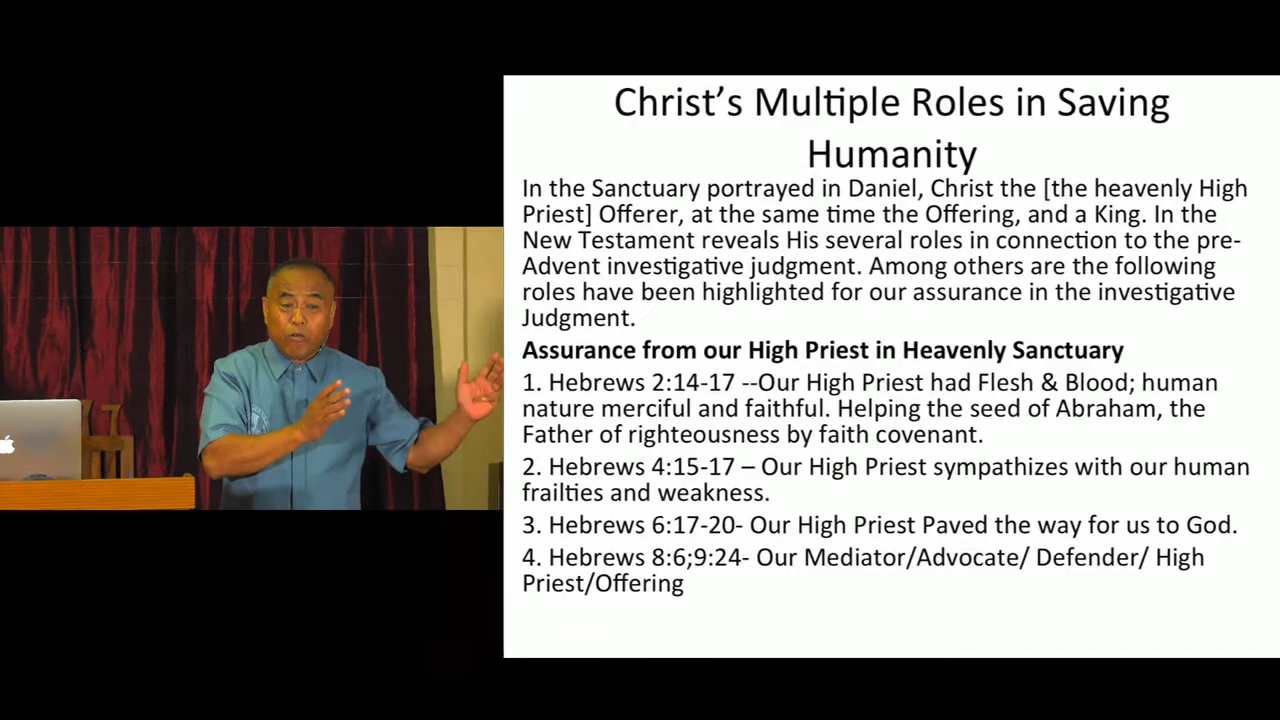 Christ's Multiple Roles in Saving
Humanity
In the Sanctuary portrayed in Daniel, Christ the [the heavenly High
Priest] Offerer, at the same time the Offering, and a King. In the
New Testament reveals His several roles in connection to the pre-
Advent investigative judgment. Among others are the following
roles have been highlighted for our assurance in the investigative
Judgment.
Assurance from our High Priest in Heavenly Sanctuary
1. Hebrews 2:14-17 --Our High Priest had Flesh & Blood; human
nature merciful and faithful. Helping the seed of Abraham, the
Father of righteousness by faith covenant.
2. Hebrews 4:15-17 – Our High Priest sympathizes with our human
frailties and weakness.
3. Hebrews 6:17-20- Our High Priest Paved the way for us to God.
4. Hebrews 8:6;9:24- Our Mediator/Advocate/ Defender/ High
Priest/Offering